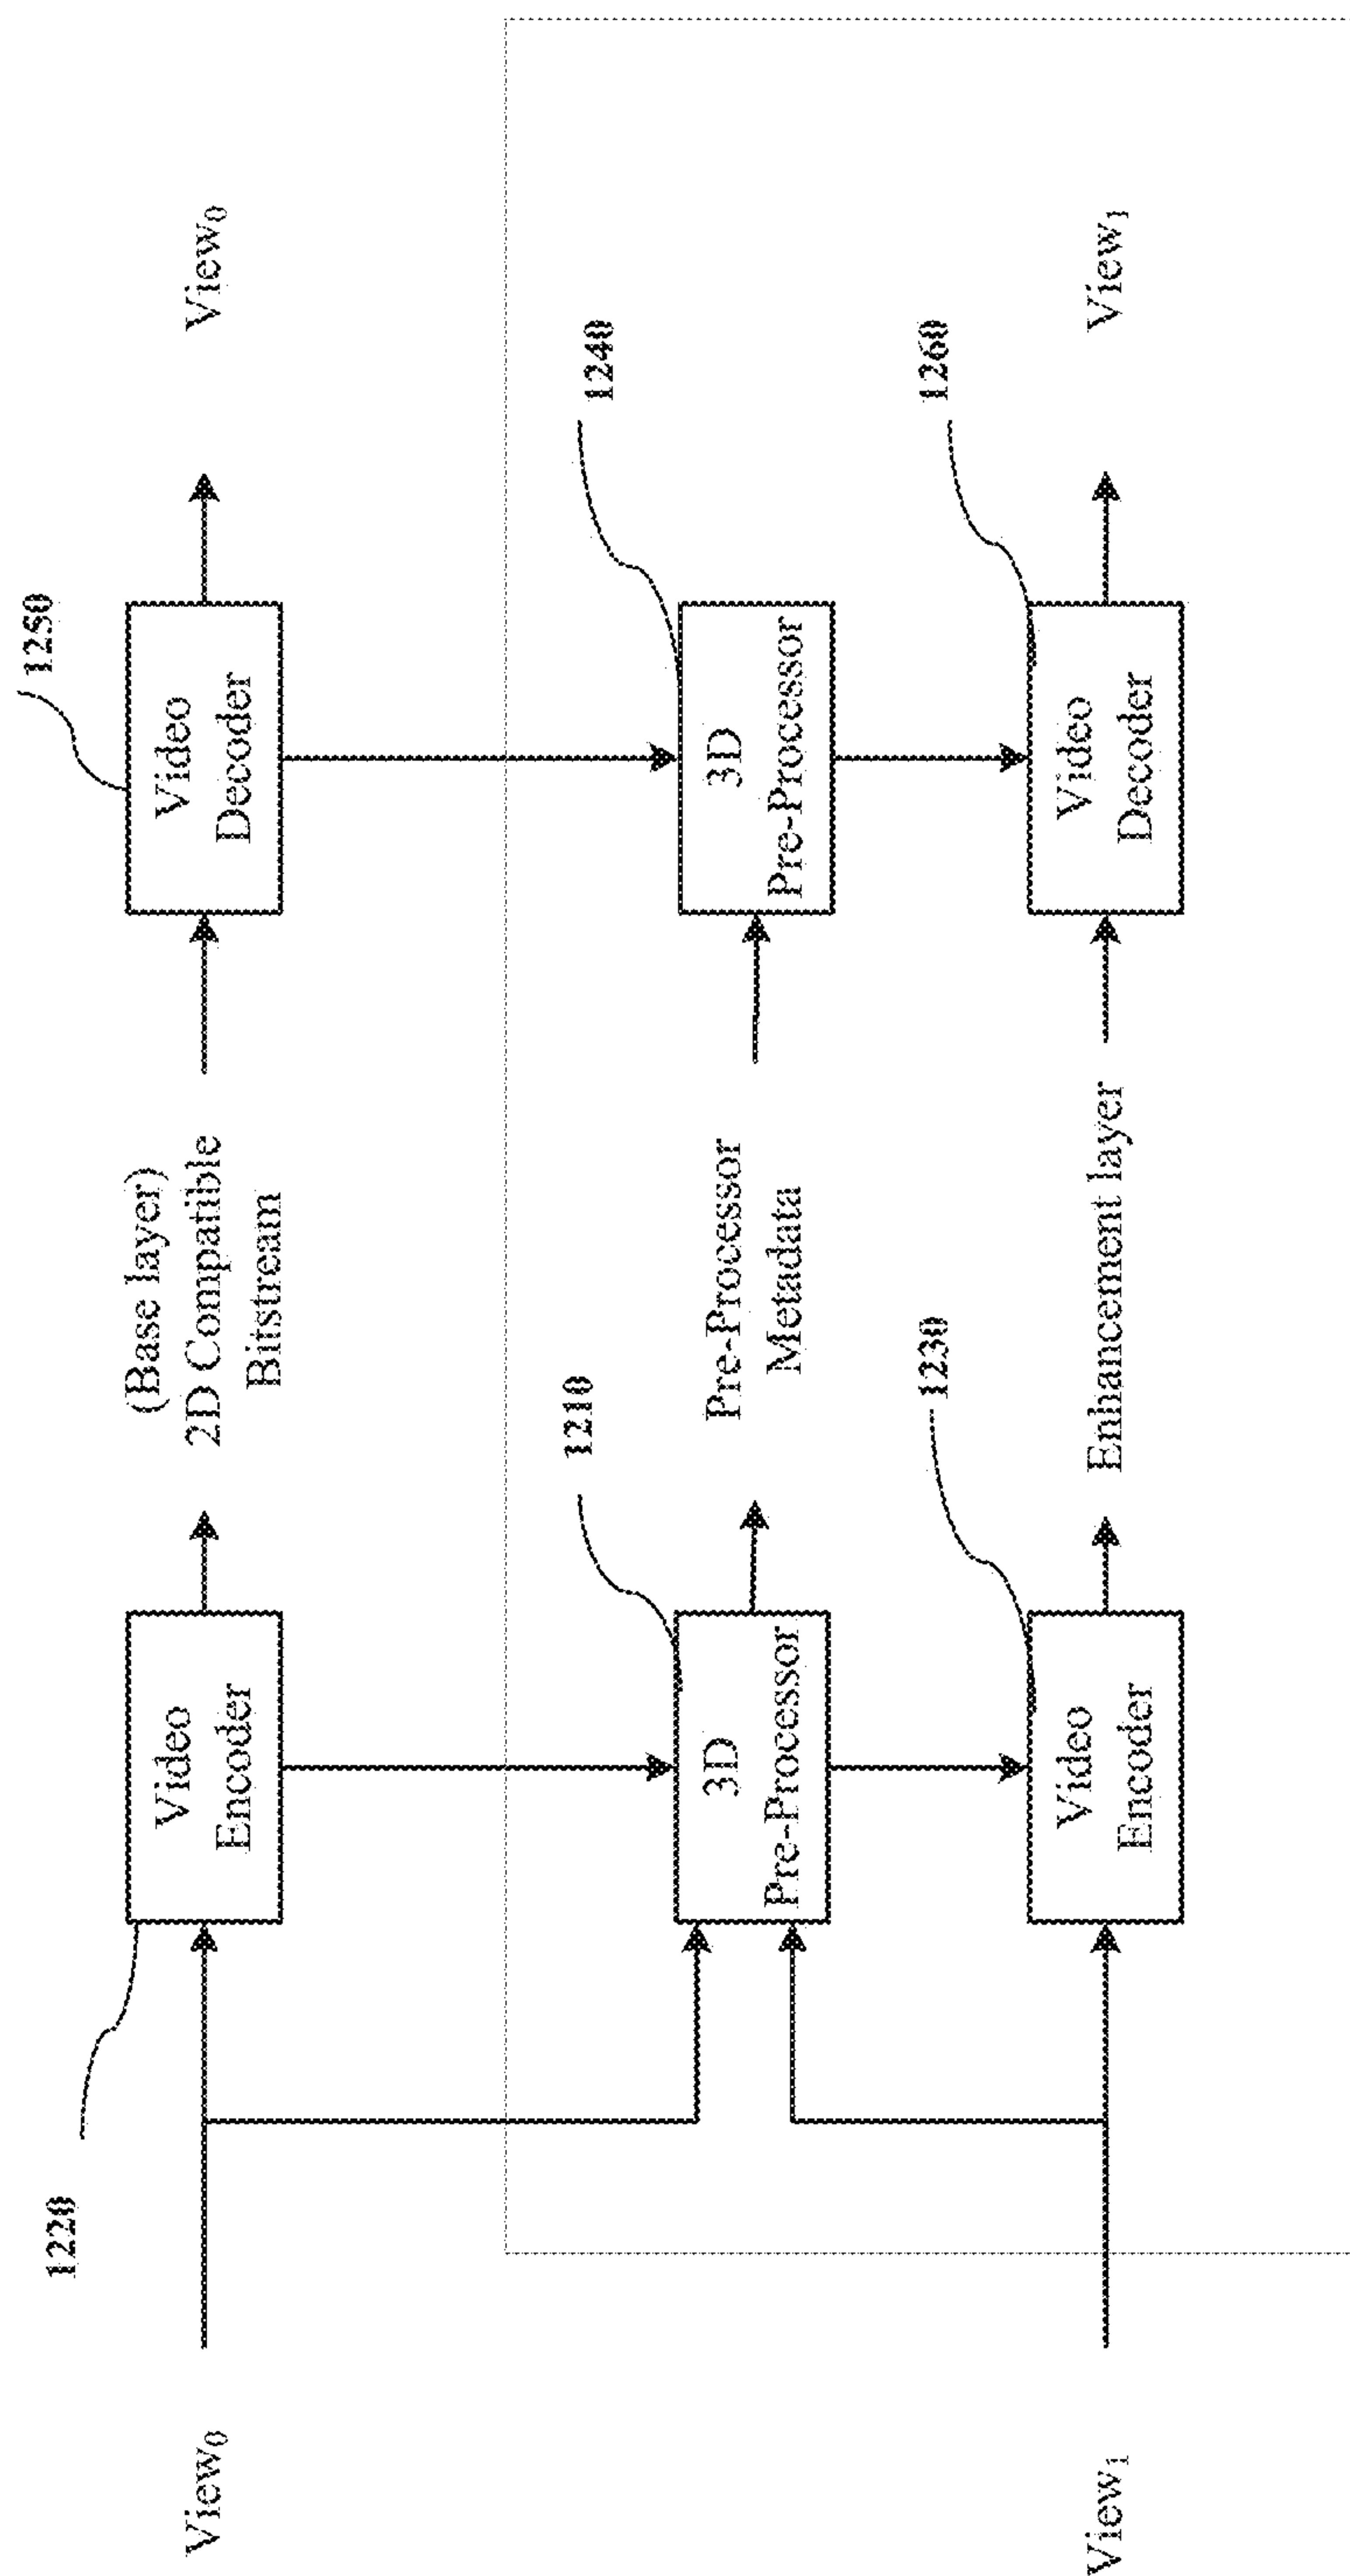 View₀
1220
Video
Encoder
(Base layer)
2D Compatible
Bitstream
1250
Video
Decoder
View₀
3D
Pre-Processor
1210
Pre-Processor
Metadata
3D
Pre-Processor
1240
View₁
Video
Encoder
1230
Enhancement layer
Video
Decoder
1260
View₁